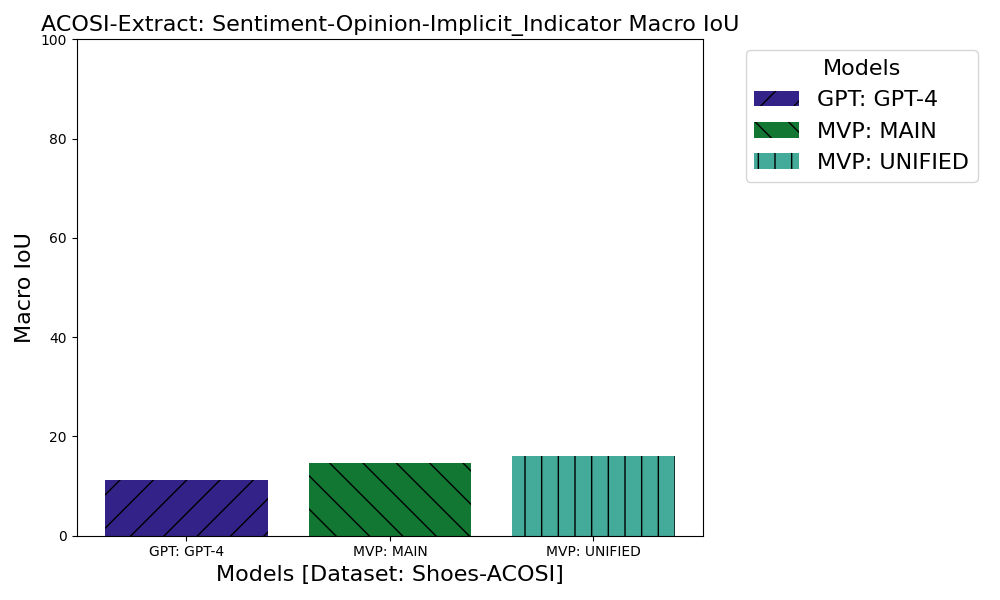 ACOSI-Extract: Sentiment-Opinion-Implicit_Indicator Macro IoU
Macro IoU
100
80
60
40
20
0
GPT: GPT-4
MVP: MAIN
MVP: UNIFIED
Models [Dataset: Shoes-ACOSI]
Models
GPT: GPT-4
MVP: MAIN
MVP: UNIFIED